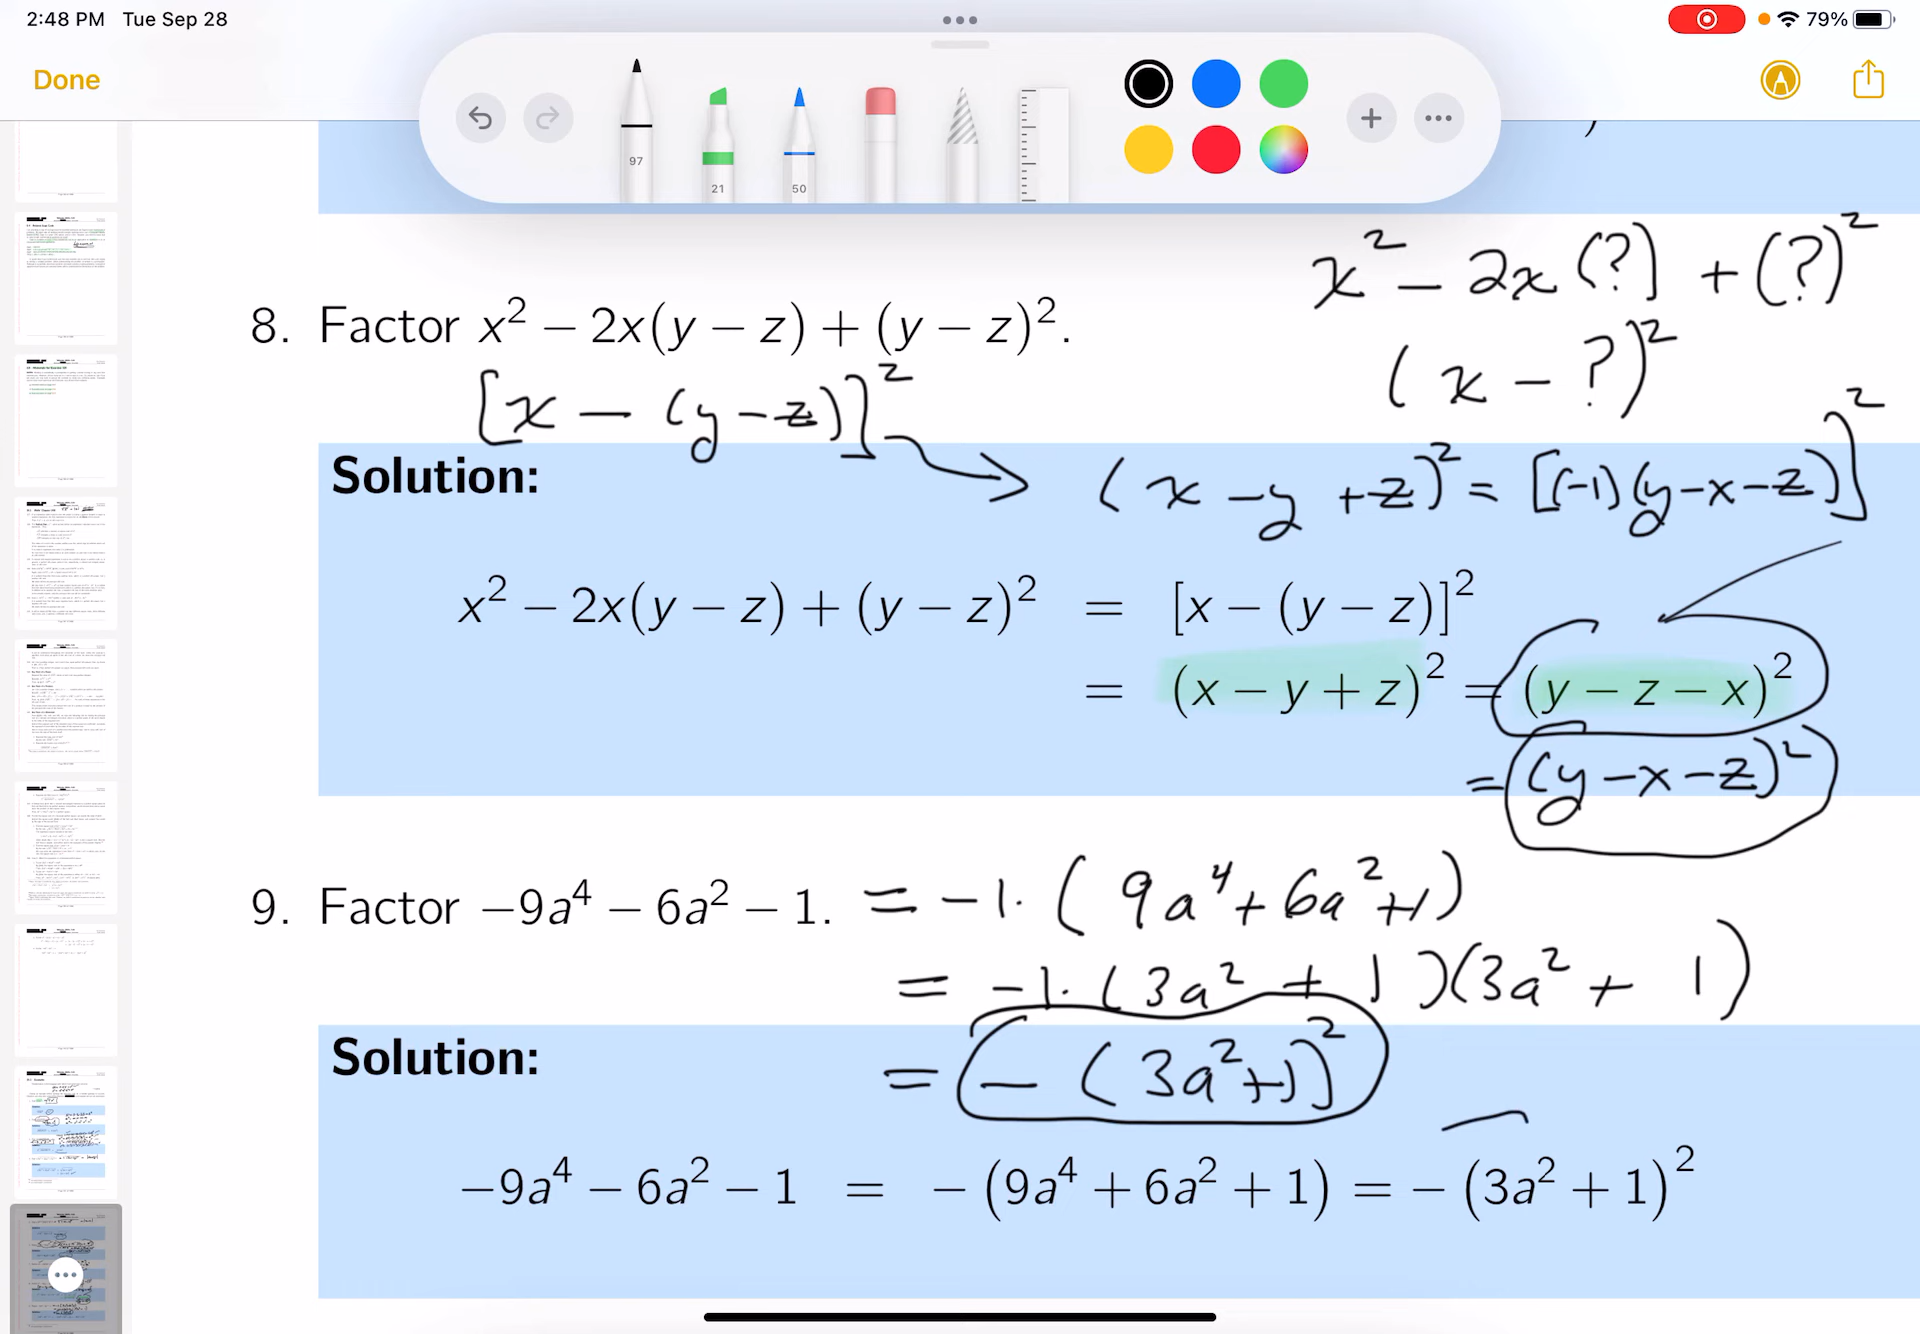 2:48 PM Tue Sep 28
79%
Done
97
21
50
x² − 2x (?) + (?)²
8. Factor x² − 2x(y − z) + (y − z)².
(x − ?)²
[x − (y − z)]²
Solution:
(x − y + z)² = [(-1)(y − x − z)]²
x² − 2x(y − z) + (y − z)² = [x − (y − z)]²
= (x − y + z)² = (y − z − x)²
= (y − x − z)²
9. Factor −9a⁴ − 6a² − 1. = −1. (9a⁴ + 6a² + 1)
= −1. (3a² + 1)(3a² + 1)
Solution:
= − (3a² + 1)²
−9a⁴ − 6a² − 1 = − (9a⁴ + 6a² + 1) = − (3a² + 1)²